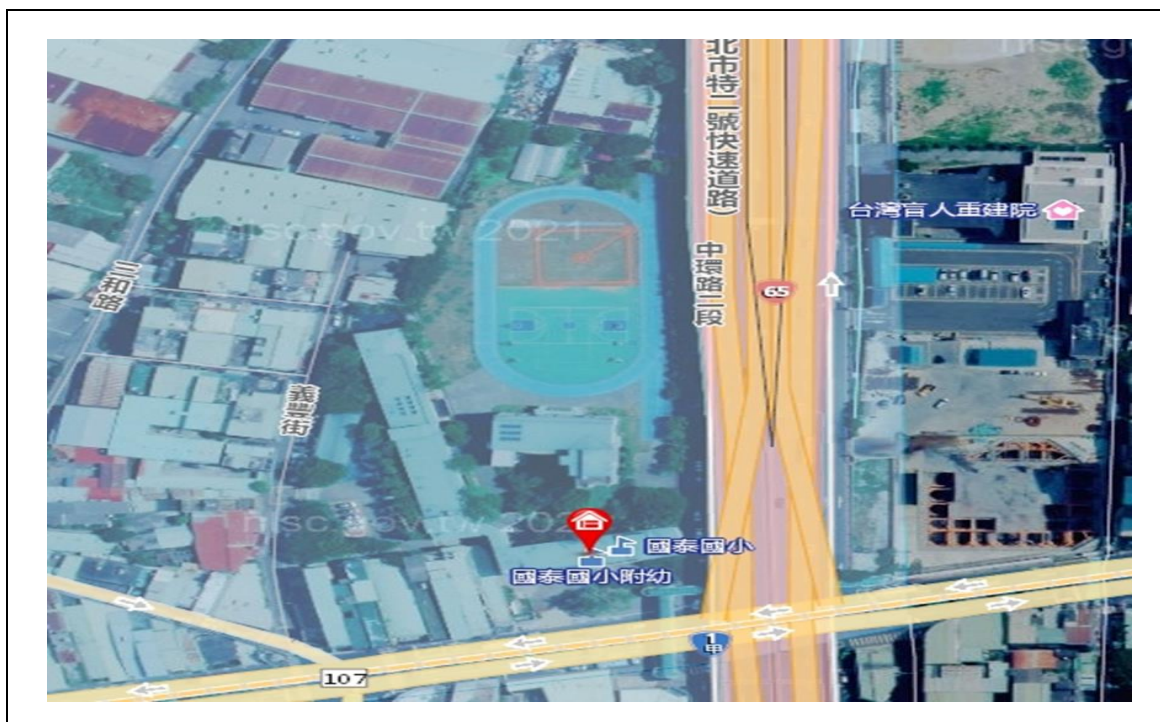 北市特二號快速道路)
台灣盲人重建院
nlsc.gov.tw 2021
三和路
中環路二段
65
義豐街
nlsc.gov.tw 202
國泰國小
國泰國小附幼
1甲
107